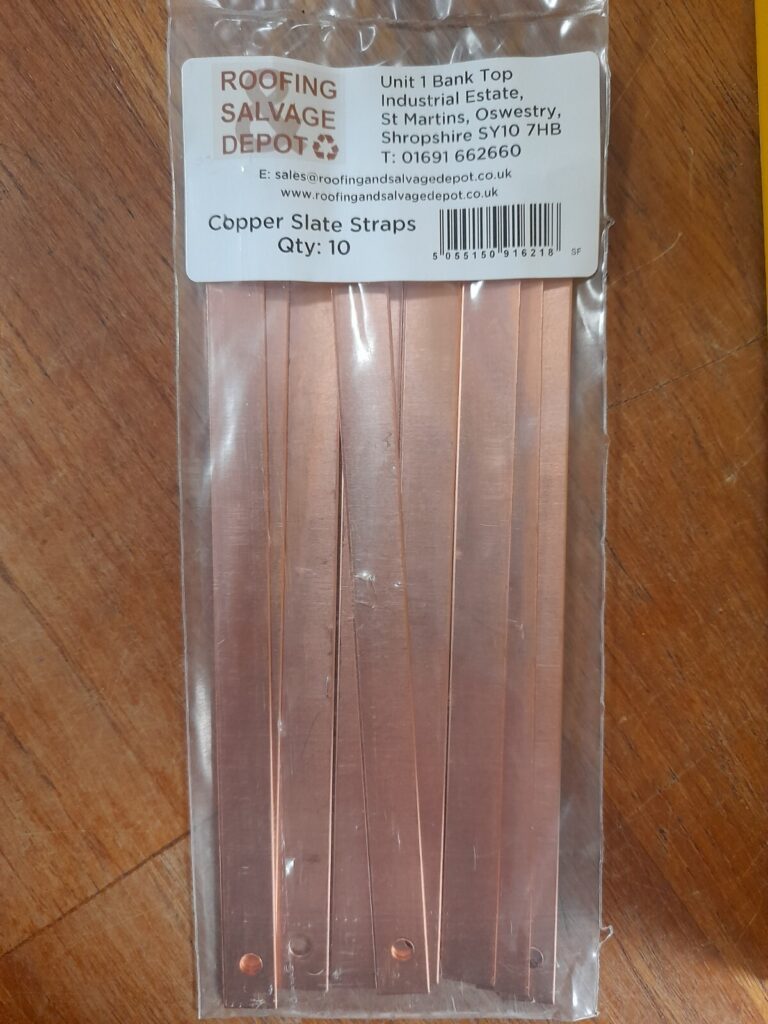 ROOFING
&
SALVAGE
DEPOT
Unit 1 Bank Top
Industrial Estate,
St Martins, Oswestry,
Shropshire SY10 7HB
T: 01691 662660
E: sales@roofingandsalvagedepot.co.uk
www.roofingandsalvagedepot.co.uk
Copper Slate Straps
Qty: 10
5 055150 916218
SF